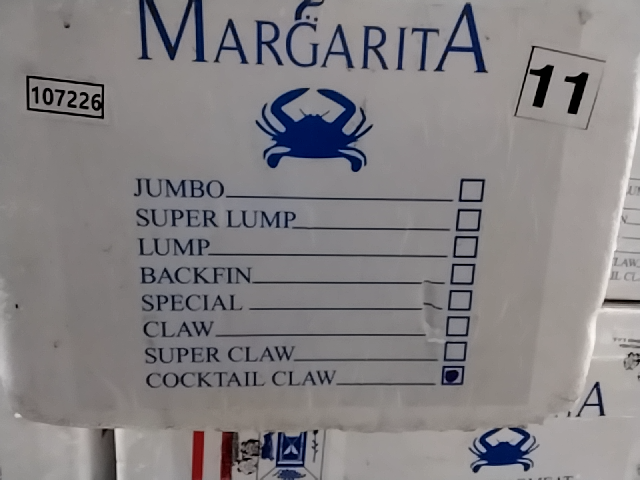 MARGARITA
107226
11
JUMBO
SUPER LUMP
LUMP
BACKFIN
SPECIAL
CLAW
SUPER CLAW
COCKTAIL CLAW
A